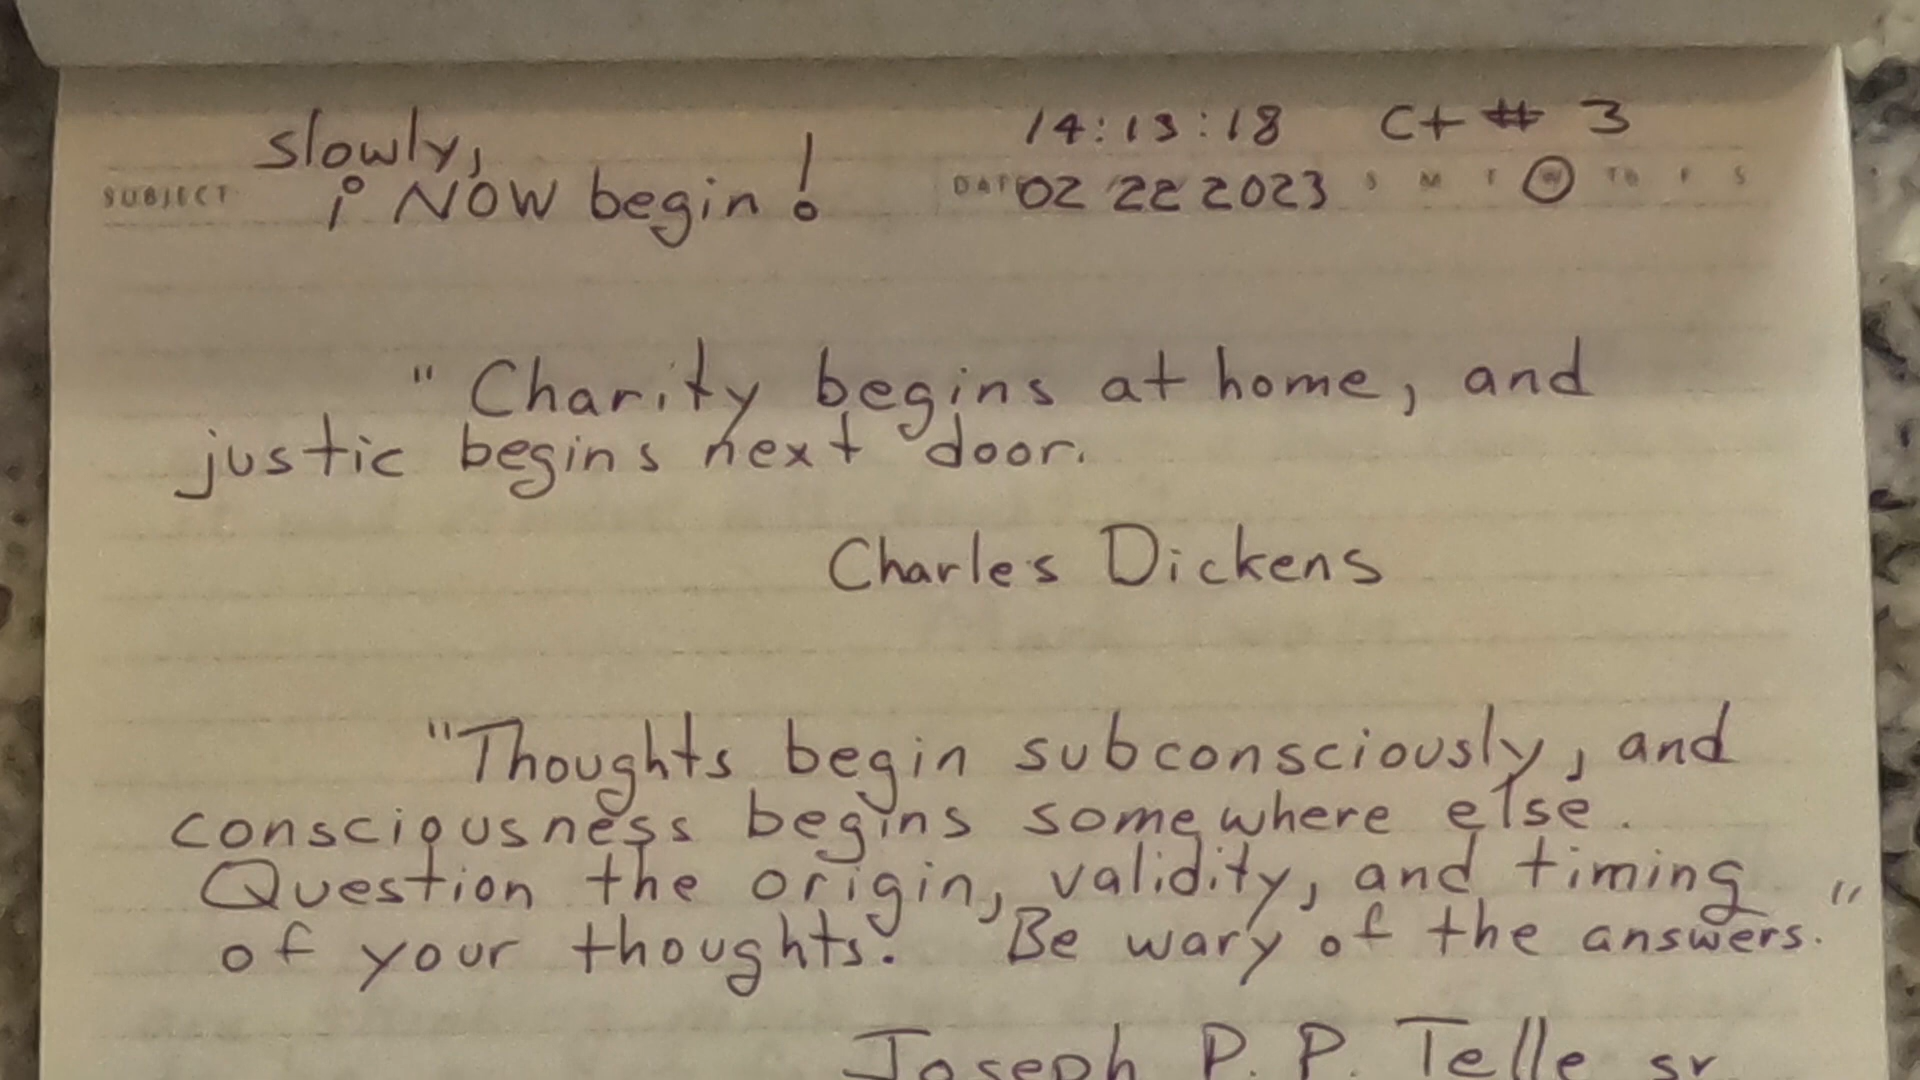 slowly,
¡ NOW begin!
14:13:18 C+ # 3
SUBJECT
DATE 02 22 2023 S M T W TH F S
"Charity begins at home, and
justic begins next door.
Charles Dickens
"Thoughts begin subconsciously, and
consciousness begins somewhere else.
Question the origin, validity, and timing
of your thoughts. Be wary of the answers."
Joseph P. P. Telle sr